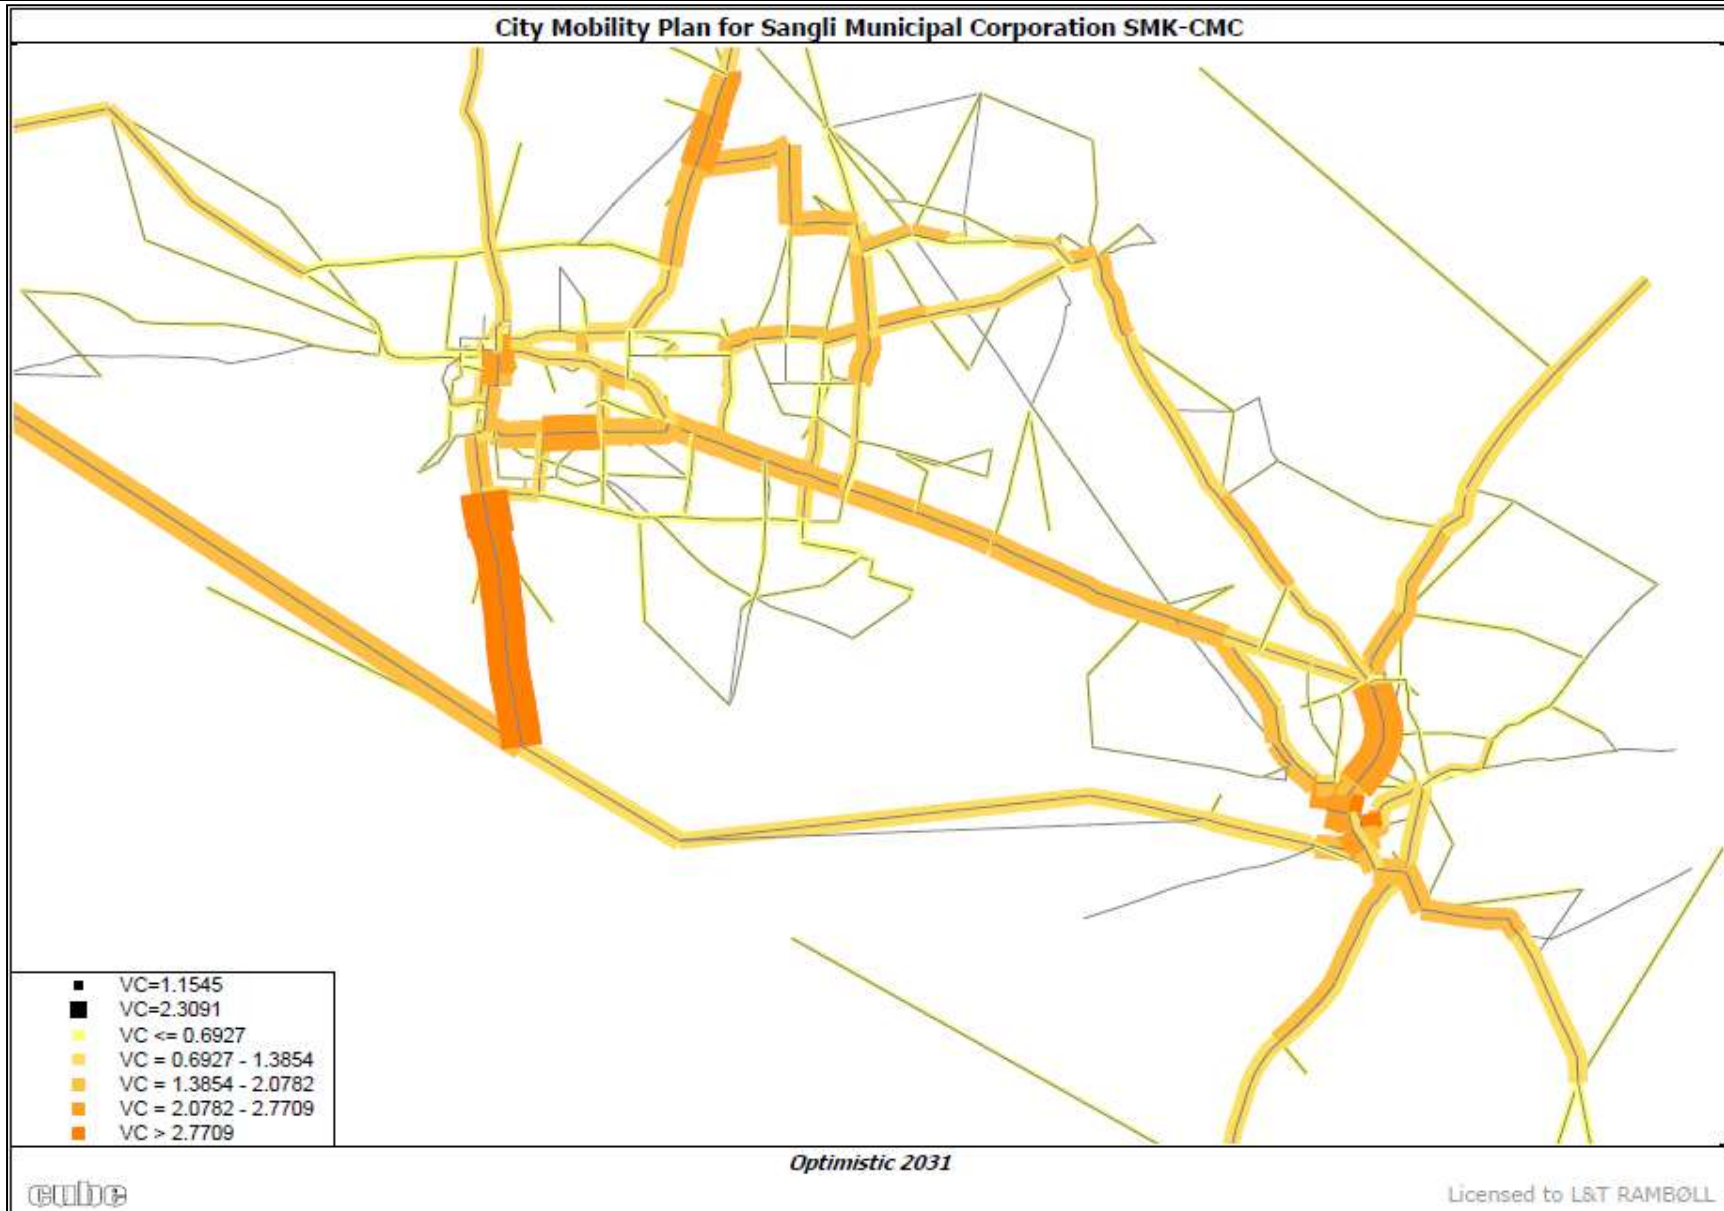 City Mobility Plan for Sangli Municipal Corporation SMK-CMC
VC=1.1545
VC=2.3091
VC <= 0.6927
VC = 0.6927 - 1.3854
VC = 1.3854 - 2.0782
VC = 2.0782 - 2.7709
VC > 2.7709
Optimistic 2031
cube
Licensed to L&T RAMBØLL